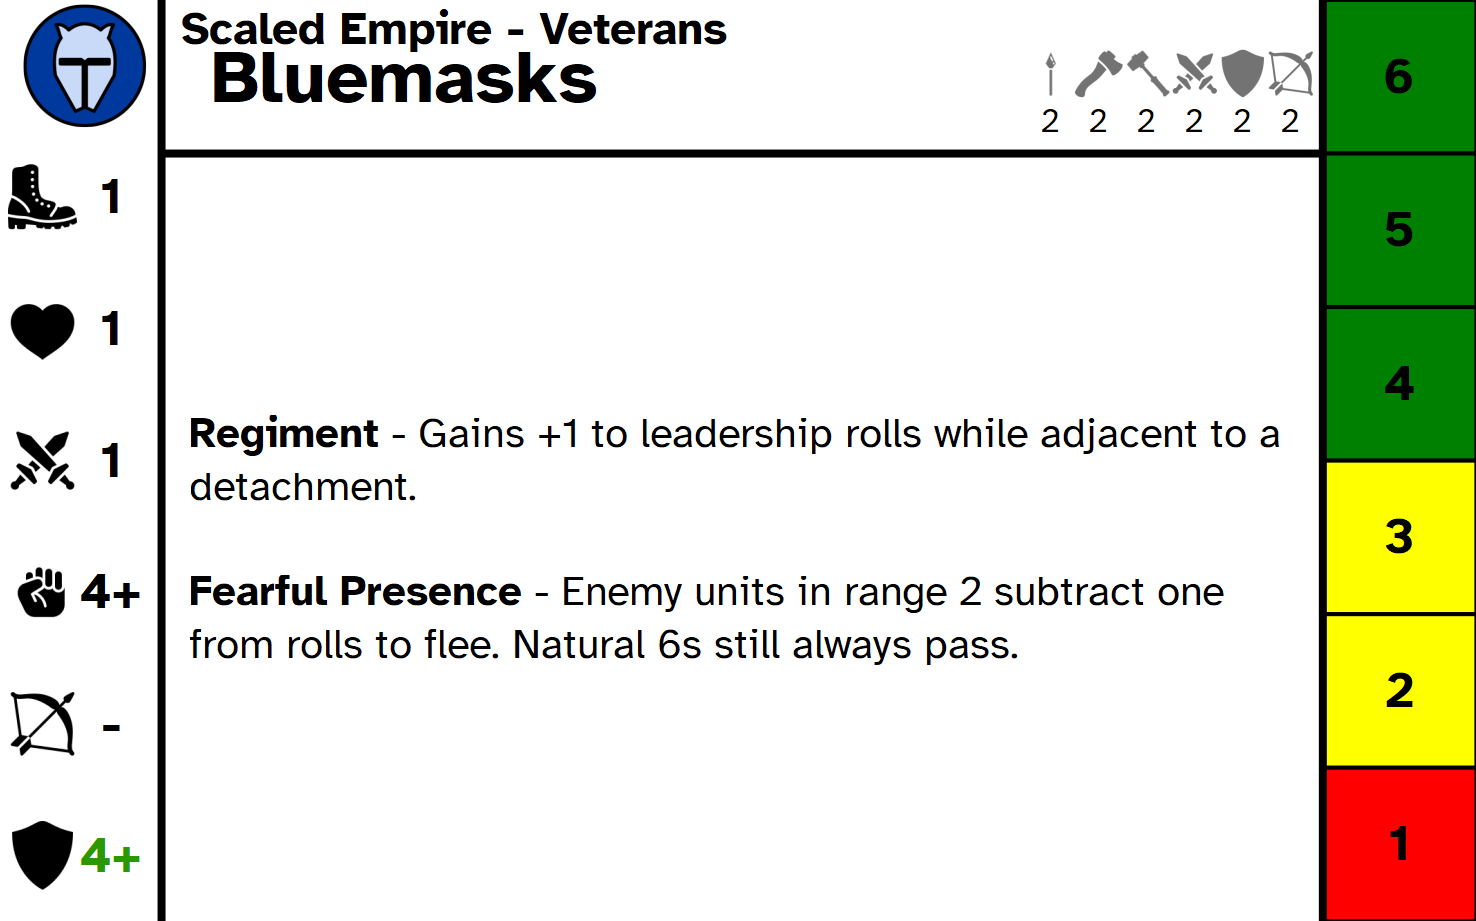 Scaled Empire - Veterans
Bluemasks
2 2 2 2 2 2
1
1
1
4+
-
4+
Regiment - Gains +1 to leadership rolls while adjacent to a
detachment.
Fearful Presence - Enemy units in range 2 subtract one
from rolls to flee. Natural 6s still always pass.
6
5
4
3
2
1